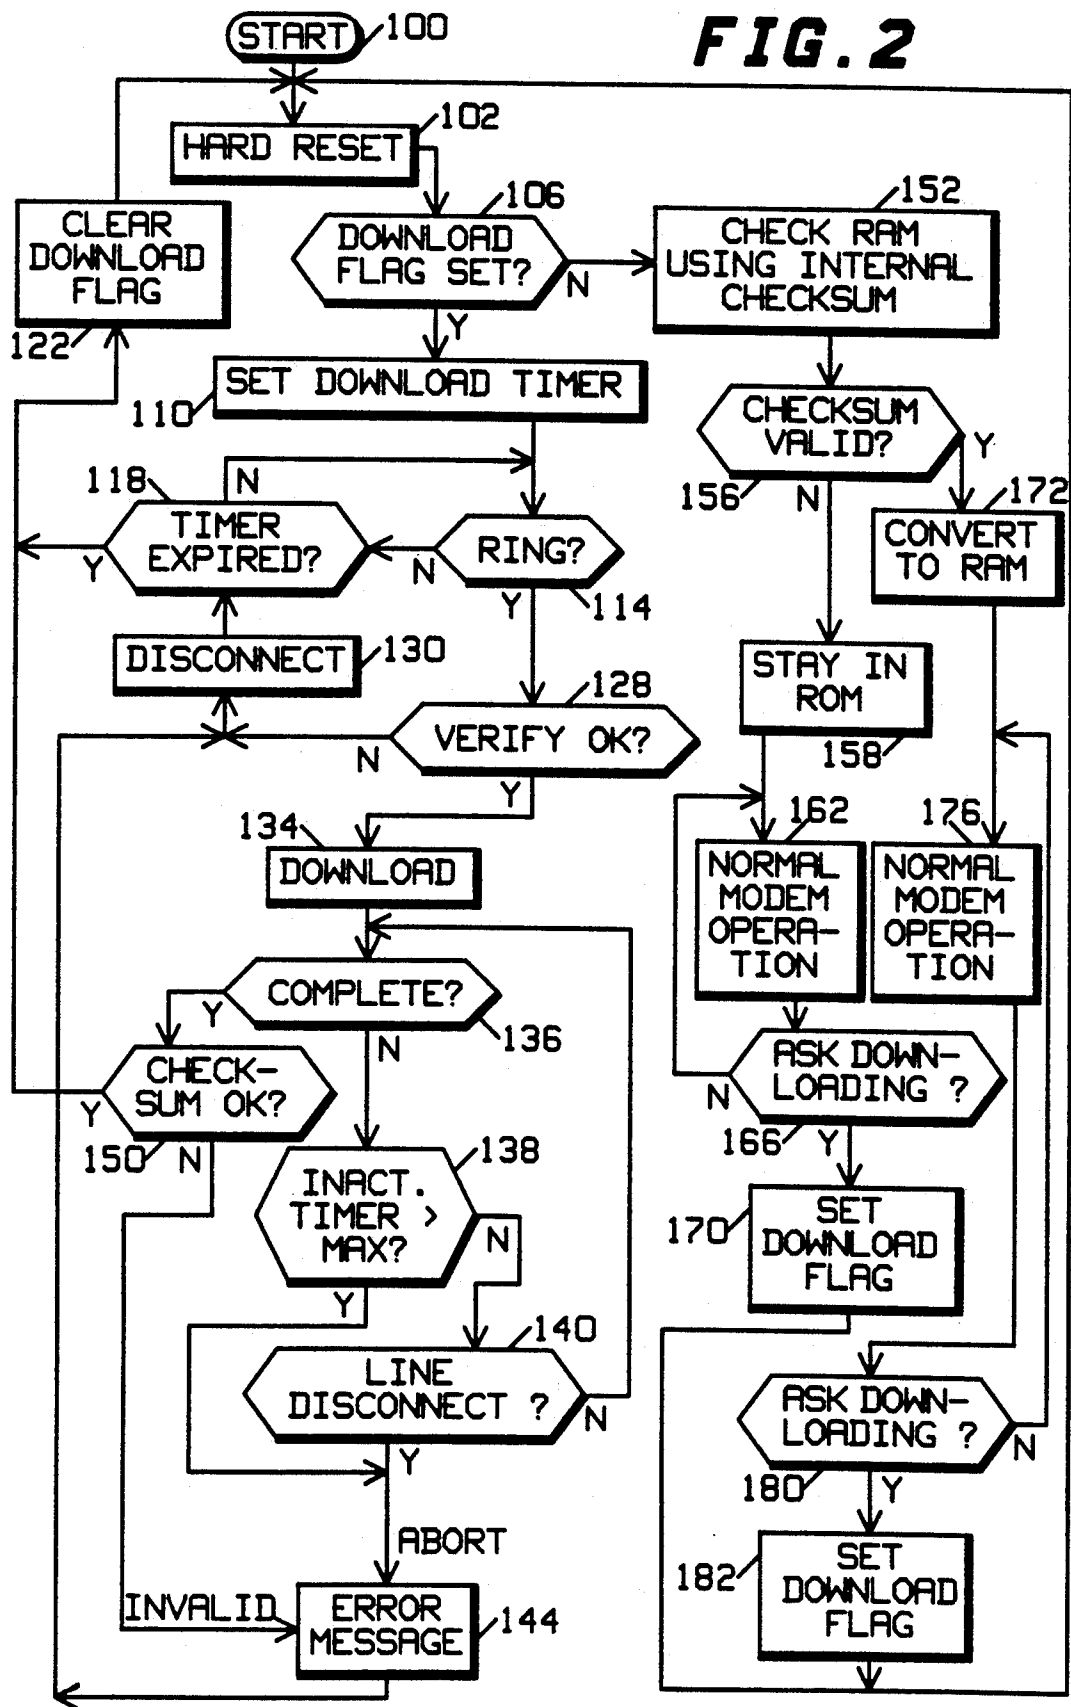 START
100
FIG. 2
HARD RESET
102
CLEAR
DOWNLOAD
FLAG
122
DOWNLOAD
FLAG SET?
106
N
Y
CHECK RAM
USING INTERNAL
CHECKSUM
152
SET DOWNLOAD TIMER
110
CHECKSUM
VALID?
156
N
Y
TIMER
EXPIRED?
118
N
Y
RING?
N
Y
114
CONVERT
TO RAM
172
DISCONNECT
130
STAY IN
ROM
158
VERIFY OK?
128
N
Y
134
DOWNLOAD
162
NORMAL
MODEM
OPERA-
TION
176
NORMAL
MODEM
OPERA-
TION
COMPLETE?
136
Y
N
CHECK-
SUM OK?
Y
150
N
ASK DOWN-
LOADING ?
N
166
Y
INACT.
TIMER >
MAX?
138
N
Y
170
SET
DOWNLOAD
FLAG
LINE
DISCONNECT ?
140
N
Y
ASK DOWN-
LOADING ?
N
180
Y
ABORT
182
SET
DOWNLOAD
FLAG
INVALID
ERROR
MESSAGE
144